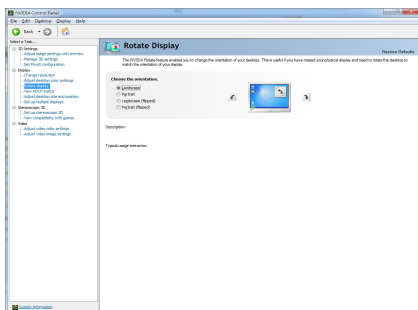 NVIDIA Control Panel
File Edit Desktop Display Help
Back
Select a Task...
3D Settings
Adjust image settings with preview
Manage 3D settings
Set PhysX configuration
Display
Change resolution
Adjust desktop color settings
Rotate display
View HDCP status
Adjust desktop size and position
Set up multiple displays
Stereoscopic 3D
Set up stereoscopic 3D
View compatibility with games
Video
Adjust video color settings
Adjust video image settings
System Information
Rotate Display
Restore Defaults
The NVIDIA Rotate feature enables you to change the orientation of your desktop. This is useful if you have rotated your physical display and need to rotate the desktop to
match the orientation of your display.
Choose the orientation:
Landscape
Portrait
Landscape (flipped)
Portrait (flipped)
Description:
Typical usage scenarios: